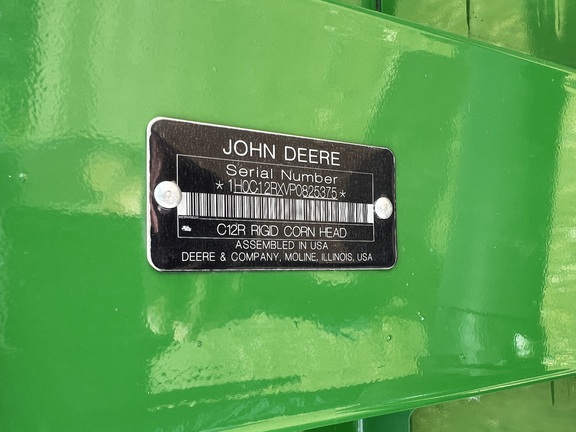 JOHN DEERE
Serial Number
*1H0C12RXVP0825375*
C12R RIGID CORN HEAD
ASSEMBLED IN USA
DEERE & COMPANY, MOLINE, ILLINOIS, USA